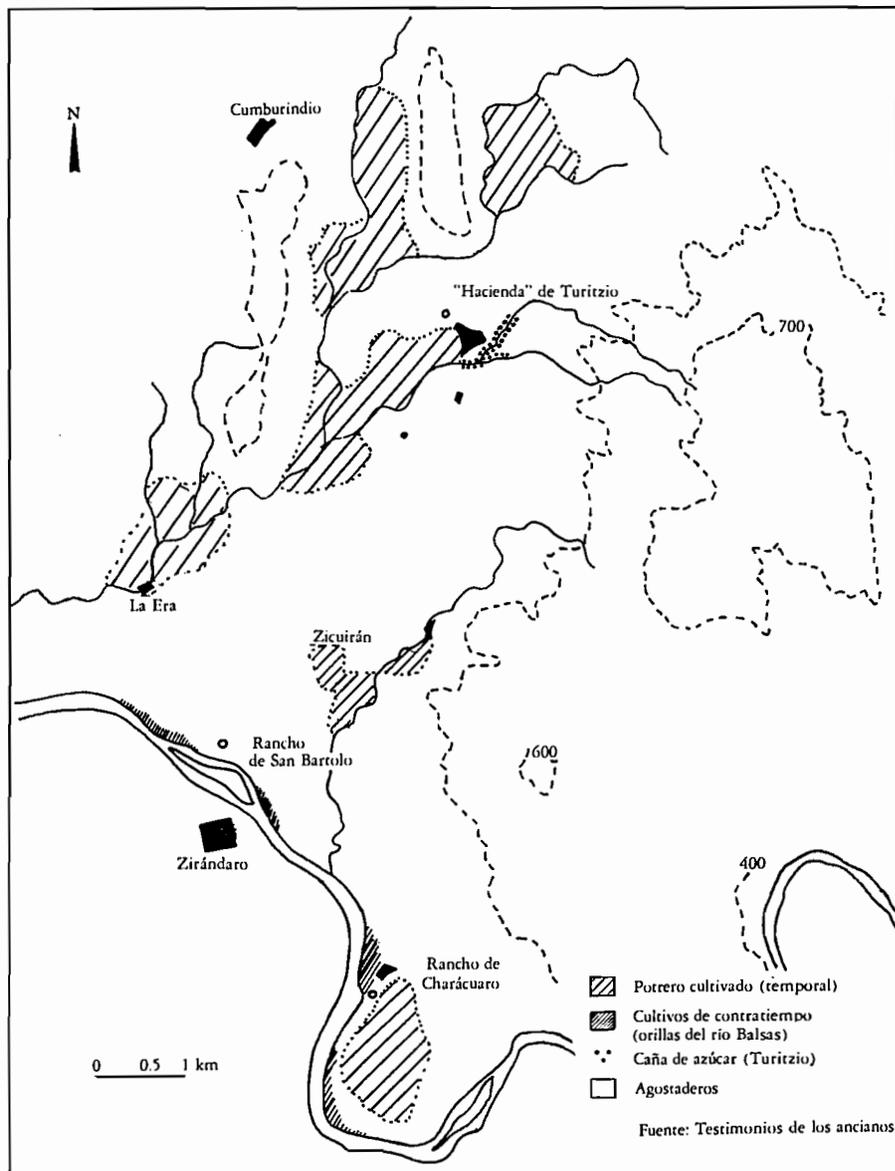 N
Cumburindio
"Hacienda" de Turitzio
700
La Era
Zicuirán
Rancho
de San Bartolo
600
Zirándaro
400
Rancho de
Charácuaro
Potrero cultivado (temporal)
Cultivos de contratiempo
(orillas del río Balsas)
Caña de azúcar (Turitzio)
Agostaderos
0 0.5 1 km
Fuente: Testimonios de los ancianos